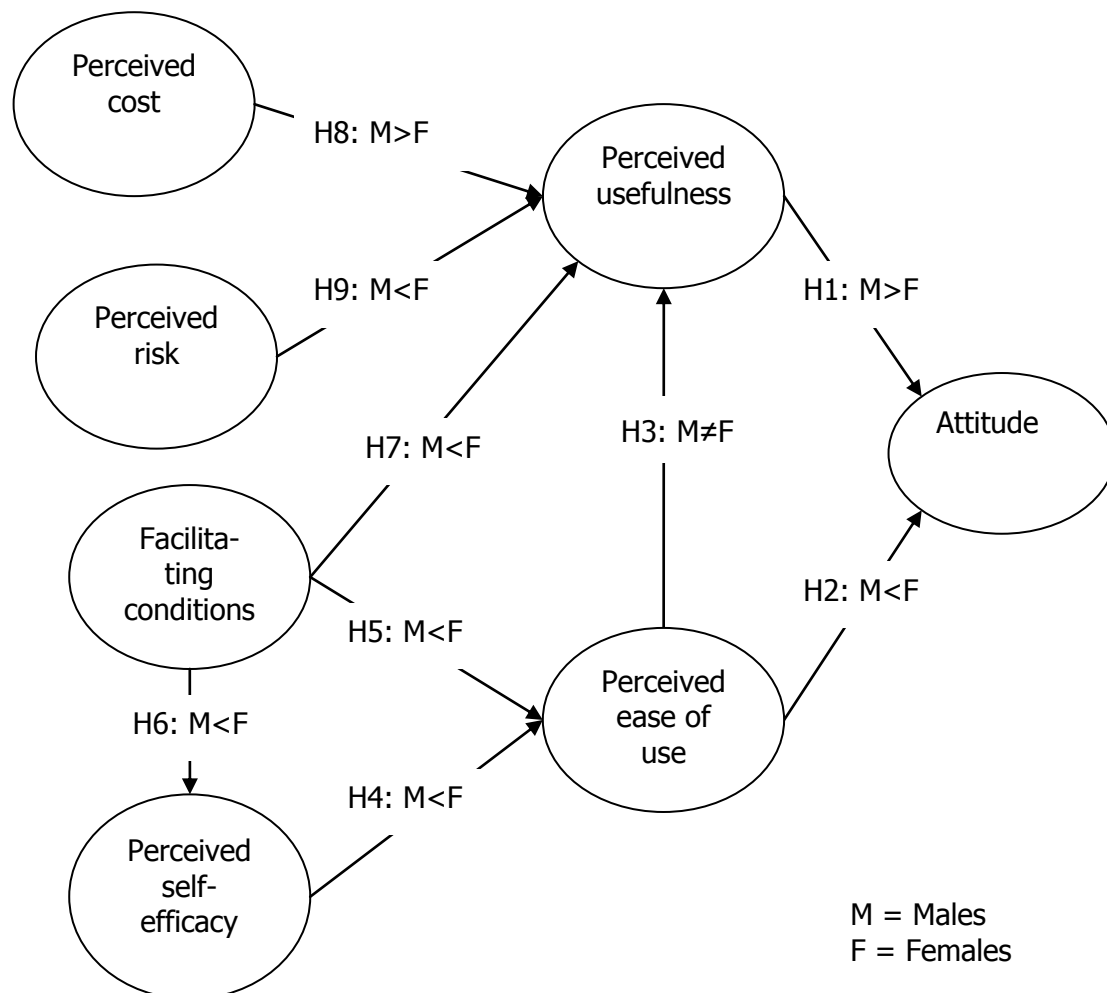 Perceived
cost
H8: M>F
Perceived
usefulness
H9: M<F
H1: M>F
Perceived
risk
H7: M<F
H3: M≠F
Attitude
Facilita-
ting
conditions
H5: M<F
H2: M<F
H6: M<F
Perceived
ease of
use
H4: M<F
Perceived
self-
efficacy
M = Males
F = Females